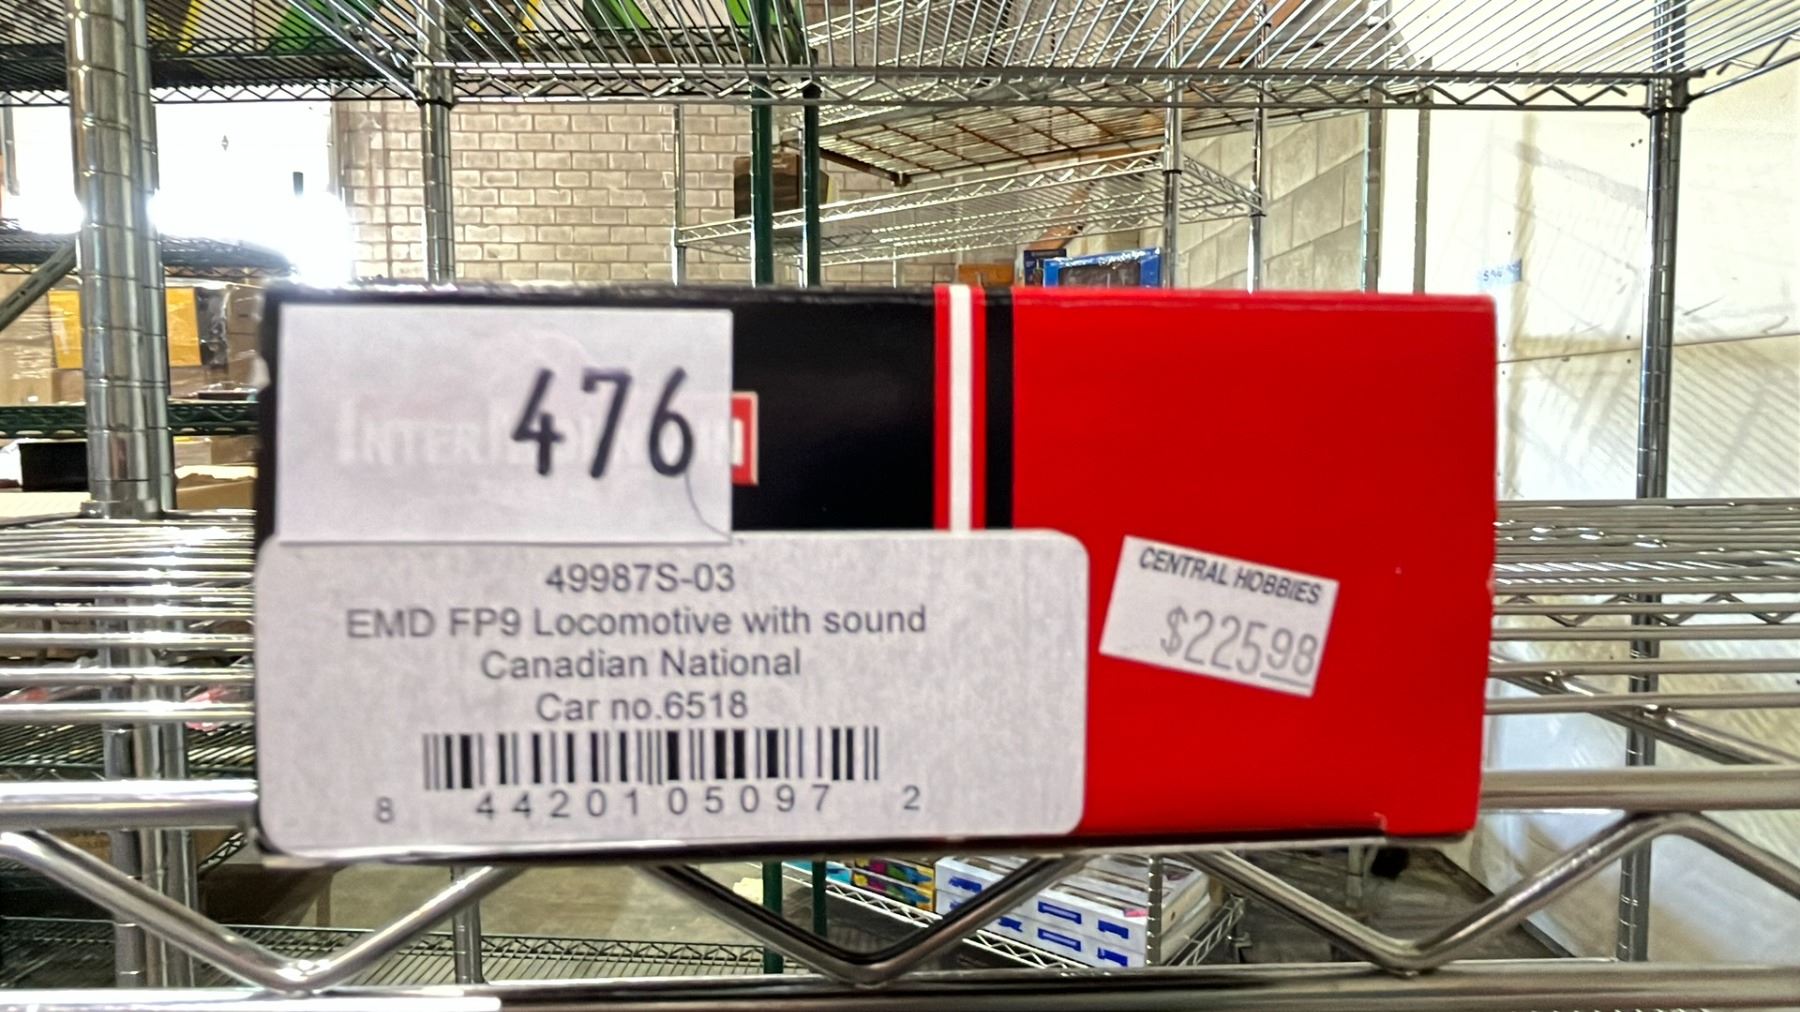 476
49987S-03
EMD FP9 Locomotive with sound
Canadian National
Car no.6518
8 44201 05097 2
CENTRAL HOBBIES
$225.98